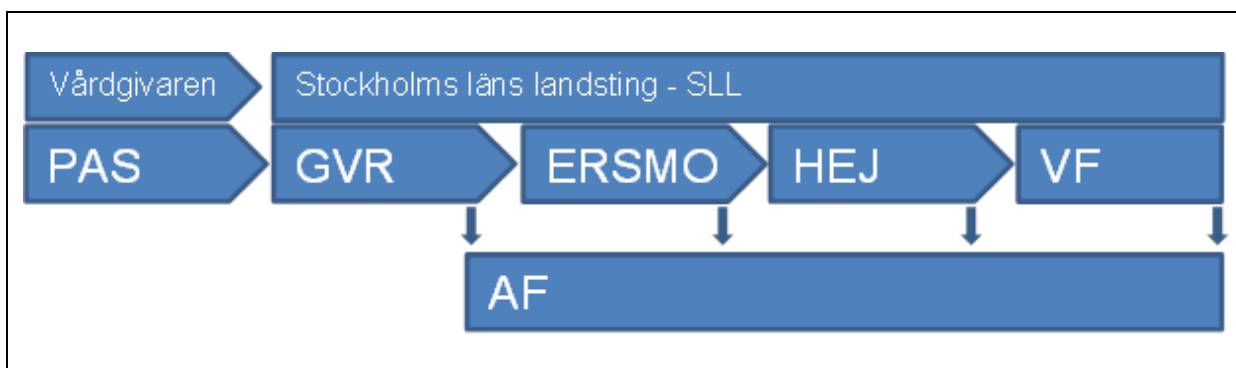 Vårdgivaren Stockholms läns landsting - SLL
PAS GVR ERSMO HEJ VF
AF